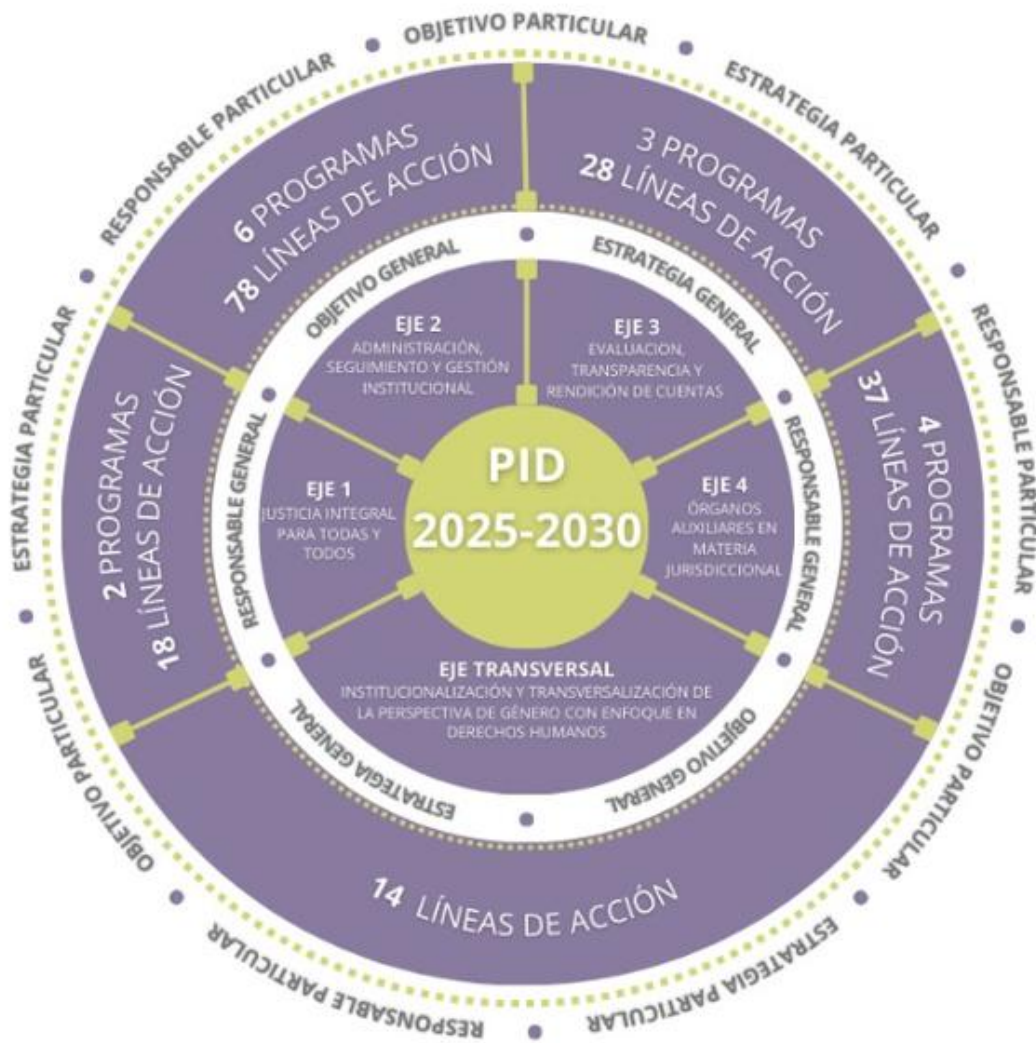 OBJETIVO PARTICULAR
ESTRATEGIA PARTICULAR
RESPONSABLE PARTICULAR
OBJETIVO PARTICULAR
ESTRATEGIA PARTICULAR
RESPONSABLE PARTICULAR
OBJETIVO PARTICULAR
ESTRATEGIA PARTICULAR
RESPONSABLE PARTICULAR
6 PROGRAMAS
78 LÍNEAS DE ACCIÓN
3 PROGRAMAS
28 LÍNEAS DE ACCIÓN
4 PROGRAMAS
37 LÍNEAS DE ACCIÓN
14 LÍNEAS DE ACCIÓN
2 PROGRAMAS
18 LÍNEAS DE ACCIÓN
OBJETIVO GENERAL
ESTRATEGIA GENERAL
RESPONSABLE GENERAL
OBJETIVO GENERAL
ESTRATEGIA GENERAL
RESPONSABLE GENERAL
EJE 2
ADMINISTRACIÓN,
SEGUIMIENTO Y GESTIÓN
INSTITUCIONAL
EJE 3
EVALUACION,
TRANSPARENCIA Y
RENDICIÓN DE CUENTAS
EJE 1
JUSTICIA INTEGRAL
PARA TODAS Y
TODOS
PID
2025-2030
EJE 4
ÓRGANOS
AUXILIARES EN
MATERIA
JURISDICCIONAL
EJE TRANSVERSAL
INSTITUCIONALIZACIÓN Y TRANSVERSALIZACIÓN DE
LA PERSPECTIVA DE GÉNERO CON ENFOQUE EN
DERECHOS HUMANOS